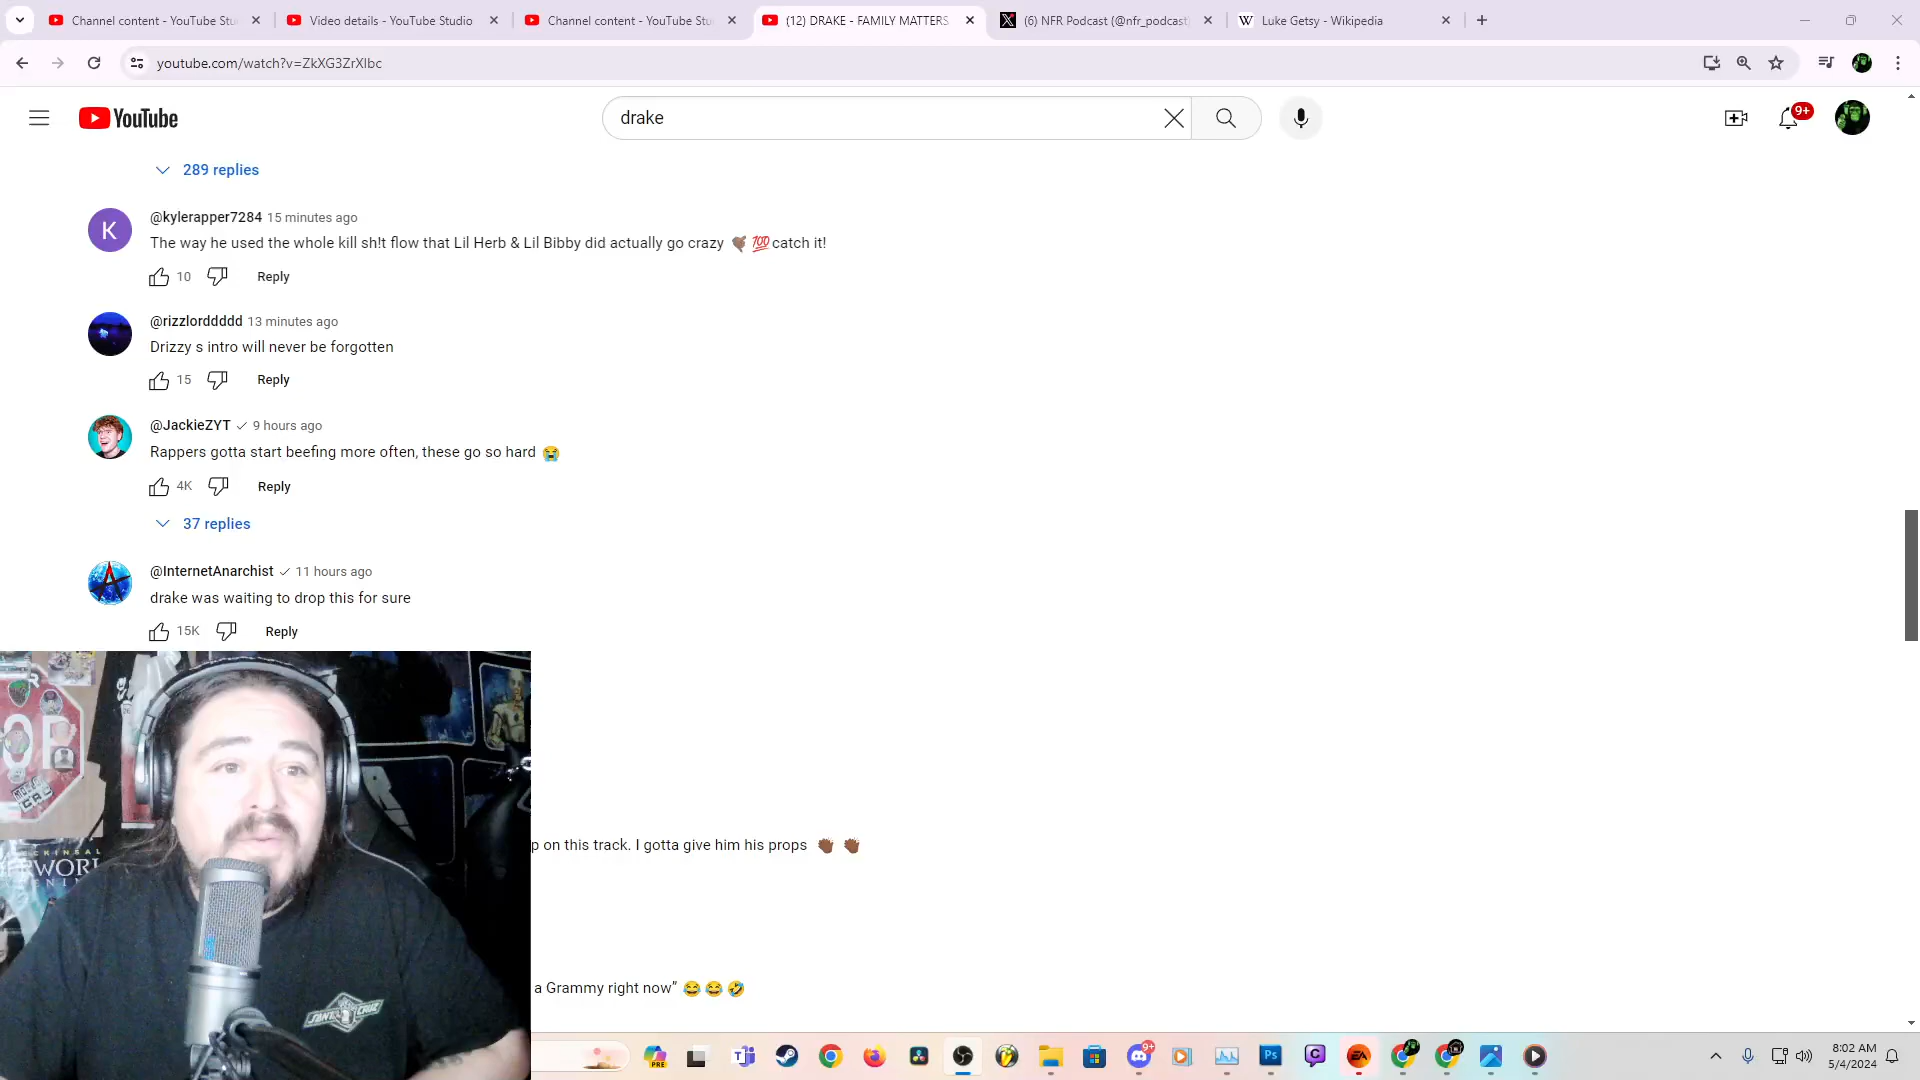 Channel content - YouTube Stu
Video details - YouTube Studio
Channel content - YouTube Stu
(12) DRAKE - FAMILY MATTERS
(6) NFR Podcast (@nfr_podcast)
W Luke Getsy - Wikipedia
youtube.com/watch?v=ZkXG3ZrXlbc
YouTube
drake
9+
289 replies
K
@kylerapper7284 15 minutes ago
The way he used the whole kill sh!t flow that Lil Herb & Lil Bibby did actually go crazy 💯 catch it!
10 Reply
@rizzlorddddd 13 minutes ago
Drizzy s intro will never be forgotten
15 Reply
@JackieZYT 9 hours ago
Rappers gotta start beefing more often, these go so hard 😭
4K Reply
37 replies
@InternetAnarchist 11 hours ago
drake was waiting to drop this for sure
15K Reply
p on this track. I gotta give him his props 👏🏾 👏🏾
a Grammy right now” 😂 😂 🤣
PRE
9+
Ps
EA
8:02 AM
5/4/2024